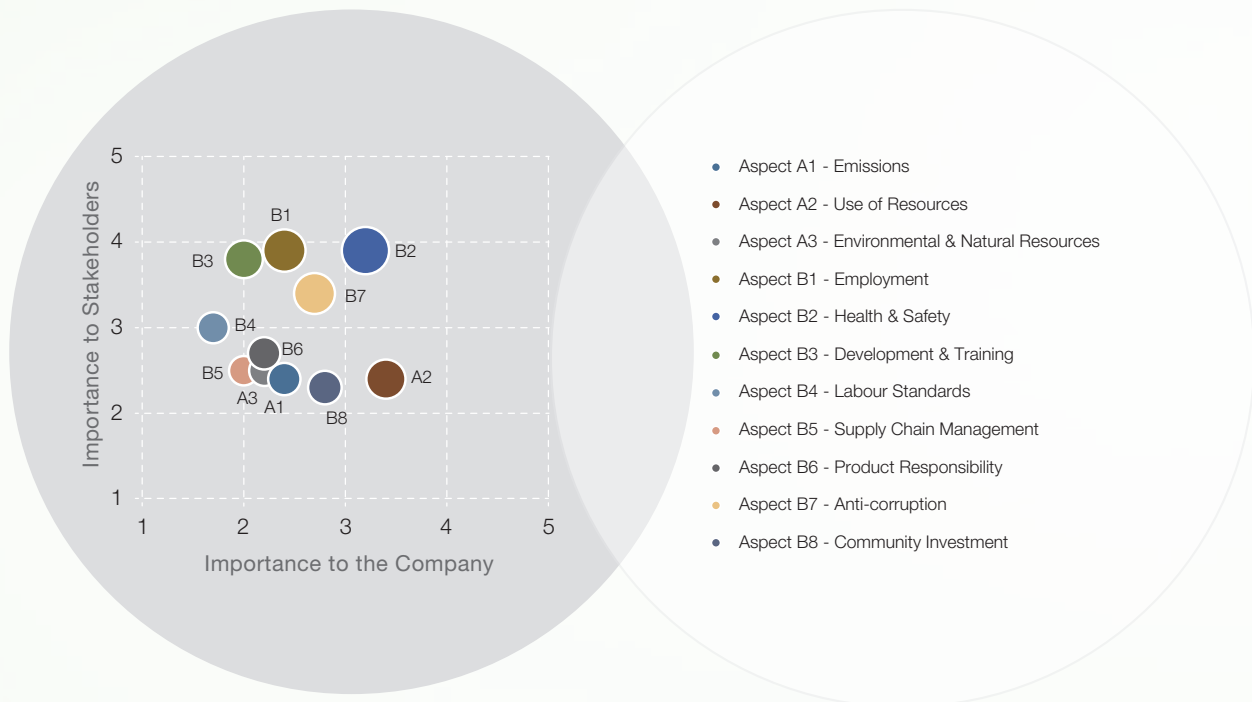 5
4
3
2
1
Importance to Stakeholders
B1
B2
B3
B7
B4
B6
B5
A2
A3
A1
B8
1
2
3
4
5
Importance to the Company
Aspect A1 - Emissions
Aspect A2 - Use of Resources
Aspect A3 - Environmental & Natural Resources
Aspect B1 - Employment
Aspect B2 - Health & Safety
Aspect B3 - Development & Training
Aspect B4 - Labour Standards
Aspect B5 - Supply Chain Management
Aspect B6 - Product Responsibility
Aspect B7 - Anti-corruption
Aspect B8 - Community Investment